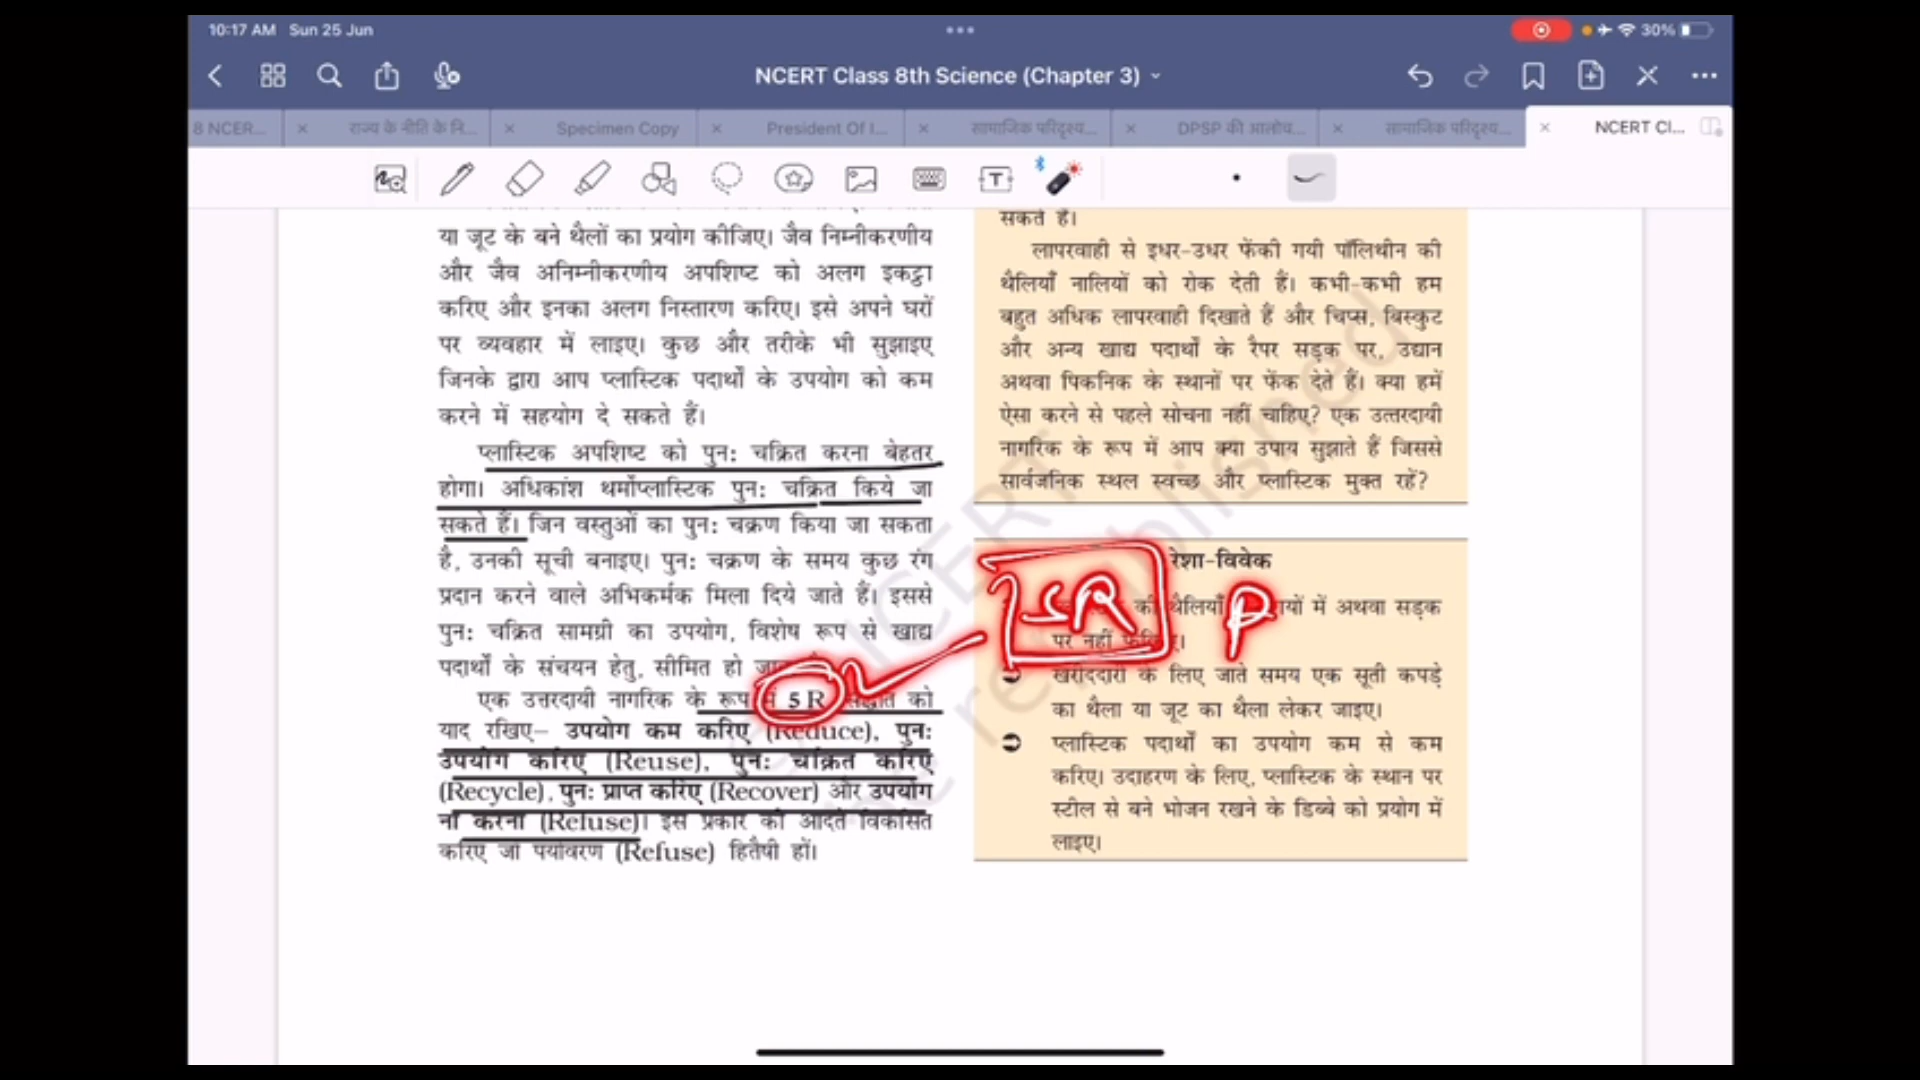 10:17 AM Sun 25 Jun
30%
NCERT Class 8th Science (Chapter 3)
8 NCER...
राज्य के नीति के नि...
Specimen Copy
President Of I...
सामाजिक परिदृश्य...
DPSP की आलोच...
सामाजिक परिदृश्य...
NCERT Cl...
या जूट के बने थैलों का प्रयोग कीजिए। जैव निम्नीकरणीय
और जैव अनिम्नीकरणीय अपशिष्ट को अलग इकट्ठा
करिए और इनका अलग निस्तारण करिए। इसे अपने घरों
पर व्यवहार में लाइए। कुछ और तरीके भी सुझाइए
जिनके द्वारा आप प्लास्टिक पदार्थों के उपयोग को कम
करने में सहयोग दे सकते हैं।
प्लास्टिक अपशिष्ट को पुन: चक्रित करना बेहतर
होगा। अधिकांश थर्मोप्लास्टिक पुन: चक्रित किये जा
सकते हैं। जिन वस्तुओं का पुन: चक्रण किया जा सकता
है, उनकी सूची बनाइए। पुन: चक्रण के समय कुछ रंग
प्रदान करने वाले अभिकर्मक मिला दिये जाते हैं। इससे
पुन: चक्रित सामग्री का उपयोग, विशेष रूप से खाद्य
पदार्थों के संचयन हेतु, सीमित हो
एक उत्तरदायी नागरिक के रूप में 5 R को
याद रखिए– उपयोग कम करिए (Reduce), पुन:
उपयोग करिए (Reuse), पुन: चक्रित करिए
(Recycle), पुन: प्राप्त करिए (Recover) और उपयोग
ना करना (Refuse)। इस प्रकार की आदतें विकसित
करिए जो पर्यावरण (Refuse) हितैषी हों।
सकते हैं।
लापरवाही से इधर-उधर फेंकी गयी पॉलिथीन की
थैलियाँ नालियों को रोक देती हैं। कभी-कभी हम
बहुत अधिक लापरवाही दिखाते हैं और चिप्स, बिस्कुट
और अन्य खाद्य पदार्थों के रैपर सड़क पर, उद्यान
अथवा पिकनिक के स्थानों पर फेंक देते हैं। क्या हमें
ऐसा करने से पहले सोचना नहीं चाहिए? एक उत्तरदायी
नागरिक के रूप में आप क्या उपाय सुझाते हैं जिससे
सार्वजनिक स्थल स्वच्छ और प्लास्टिक मुक्त रहें?
रेशा-विवेक
5R P
की थैलियाँ में अथवा सड़क
पर नहीं
खरीददारी के लिए जाते समय एक सूती कपड़े
का थैला या जूट का थैला लेकर जाइए।
प्लास्टिक पदार्थों का उपयोग कम से कम
करिए। उदाहरण के लिए, प्लास्टिक के स्थान पर
स्टील से बने भोजन रखने के डिब्बे को प्रयोग में
लाइए।